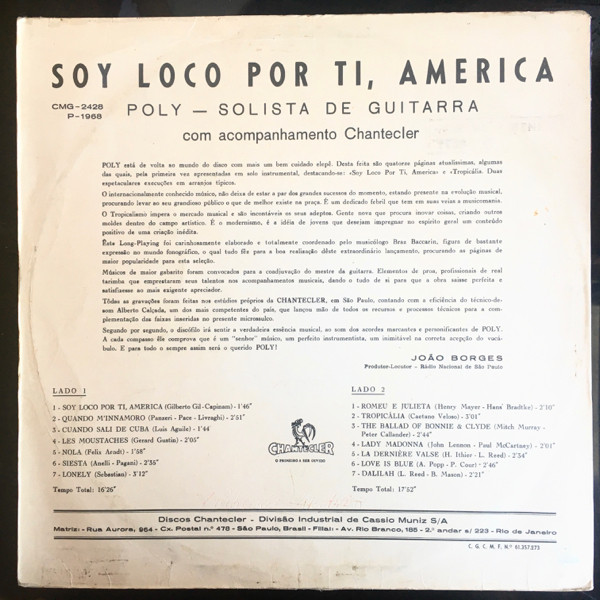 SOY LOCO POR TI, AMERICA
CMG-2428
P-1968
POLY — SOLISTA DE GUITARRA
com acompanhamento Chantecler
POLY está de volta ao mundo do disco com mais um bem cuidado elepê. Desta feita são quatorze páginas atualíssimas, algumas
das quais, pela primeira vez apresentadas em solo instrumental, destacando-se: «Soy Loco Por Ti, America» e «Tropicália. Duas
espetaculares execuções em arranjos típicos.
O internacionalmente conhecido músico, não deixa de estar a par dos grandes sucessos do momento, estando presente na evolução musical,
procurando levar ao seu grandioso público o que de melhor existe na praça. É um dedicado febril que tem em suas veias a musicomania.
O Tropicalismo impera o mercado musical e são incontáveis os seus adeptos. Gente nova que procura inovar coisas, criando outros
moldes dentro do campo artístico. É o modernismo, é a idéia de jovens que desejam impregnar no espírito geral um conteúdo
positivo de uma criação inédita.
Êste Long-Playing foi carinhosamente elaborado e totalmente coordenado pelo musicólogo Braz Baccarin, figura de bastante
expressão no mundo fonográfico, o qual tudo fêz para a boa realisação dêste extraordinário lançamento, procurando as páginas de
maior popularidade para esta seleção.
Músicos de maior gabarito foram convocados para a coadjuvação do mestre da guitarra. Elementos de proa, profissionais de real
tarimba que emprestaram seus talentos nos acompanhamentos musicais, dando o tudo de si para que a obra saisse perfeita e
satisfizesse ao mais exigente apreciador.
Tôdas as gravações foram feitas nos estúdios próprios da CHANTECLER, em São Paulo, contando com a eficiência do técnico-de-
som Alberto Calçada, um dos mais competentes do país, que lançou mão de todos os recursos e processos técnicos para a com-
plementação das faixas inseridas no presente microssulco.
Segundo por segundo, o discófilo irá sentir a verdadeira essência musical, ao som dos acordes marcantes e personificantes de POLY.
A cada compasso êle comprova que é um "senhor" músico, um perfeito instrumentista, um inimitável na correta acepção do vocá-
bulo. E para todo o sempre assim será o querido POLY!
JOÃO BORGES
Produtor-Locutor - Rádio Nacional de São Paulo
LADO 1
1 - SOY LOCO POR TI, AMERICA (Gilberto Gil-Capinam) - 1'46"
2 - QUANDO M'INNAMORO (Panzeri - Pace - Livraghi) - 2'51"
3 - CUANDO SALI DE CUBA (Luis Aguile) - 1'44
4 - LES MOUSTACHES (Gerard Gustin) - 2'05"
5 - NOLA (Felix Arndt) - 1'58"
6 - SIESTA (Anelli - Pagani) - 2'35"
7 - LONELY (Sebastian) - 3'12"
Tempo Total: 16'26"
CHANTECLER
O PRIMEIRO A SER OUVIDO
LADO 2
1 - ROMEU E JULIETA (Henry Mayer - Hans Bradtke) - 2'10"
2 - TROPICÁLIA (Caetano Veloso) - 3'01"
3 - THE BALLAD OF BONNIE & CLYDE (Mitch Murray -
Peter Callander) - 2'44"
4 - LADY MADONNA (John Lennon - Paul McCartney) - 2'01"
5 - LA DERNIÈRE VALSE (H. Ithier - L. Reed) - 2'54"
6 - LOVE IS BLUE (A. Popp - P. Cour) - 2'46"
7 - DALILAH (L. Reed - B. Mason) - 2'21"
Tempo Total: 17'52"
Discos Chantecler - Divisão Industrial de Cassio Muniz S/A
Matriz: - Rua Aurora, 964 - Cx. Postal n.º 478 - São Paulo, Brasil - Filial: - Av. Rio Branco, 185 - 2.º andar s/ 223 - Rio de Janeiro
C. G. C. M. F. N.º 61.357.273